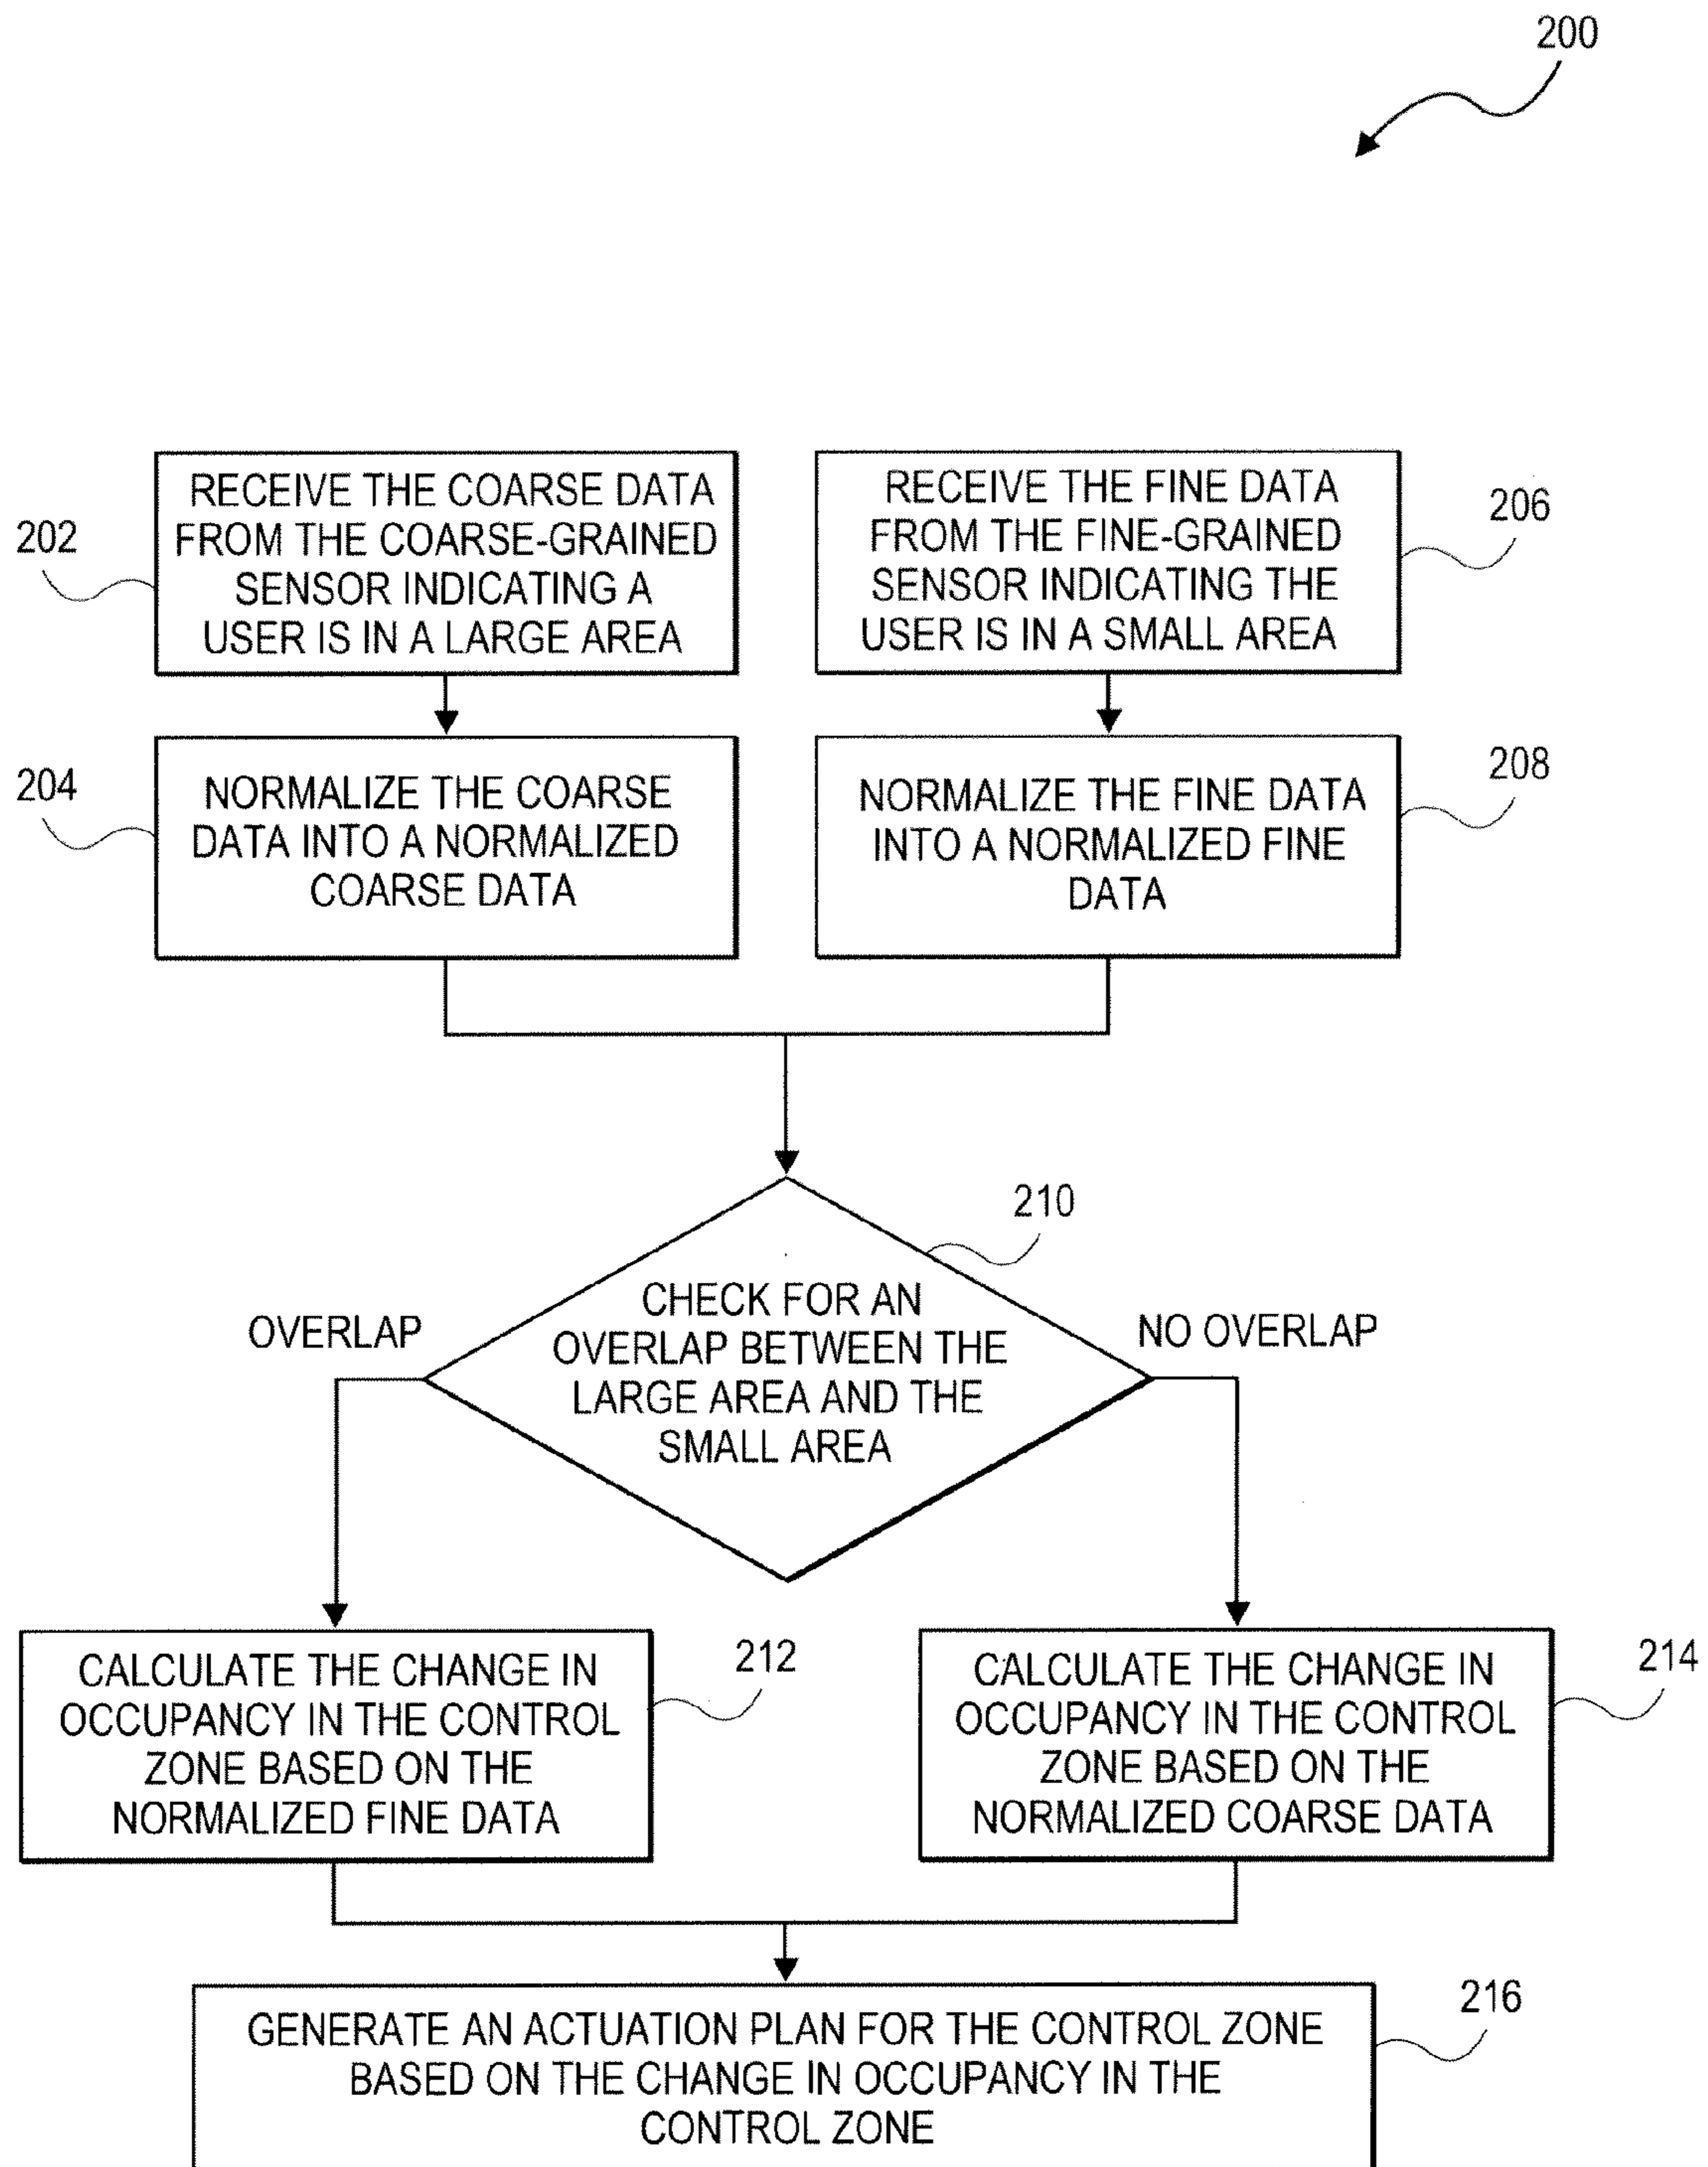 200
RECEIVE THE COARSE DATA
FROM THE COARSE-GRAINED
SENSOR INDICATING A
USER IS IN A LARGE AREA
202
RECEIVE THE FINE DATA
FROM THE FINE-GRAINED
SENSOR INDICATING THE
USER IS IN A SMALL AREA
206
NORMALIZE THE COARSE
DATA INTO A NORMALIZED
COARSE DATA
204
NORMALIZE THE FINE DATA
INTO A NORMALIZED FINE
DATA
208
210
CHECK FOR AN
OVERLAP BETWEEN THE
LARGE AREA AND THE
SMALL AREA
OVERLAP
NO OVERLAP
CALCULATE THE CHANGE IN
OCCUPANCY IN THE CONTROL
ZONE BASED ON THE
NORMALIZED FINE DATA
212
CALCULATE THE CHANGE IN
OCCUPANCY IN THE CONTROL
ZONE BASED ON THE
NORMALIZED COARSE DATA
214
GENERATE AN ACTUATION PLAN FOR THE CONTROL ZONE
BASED ON THE CHANGE IN OCCUPANCY IN THE
CONTROL ZONE
216